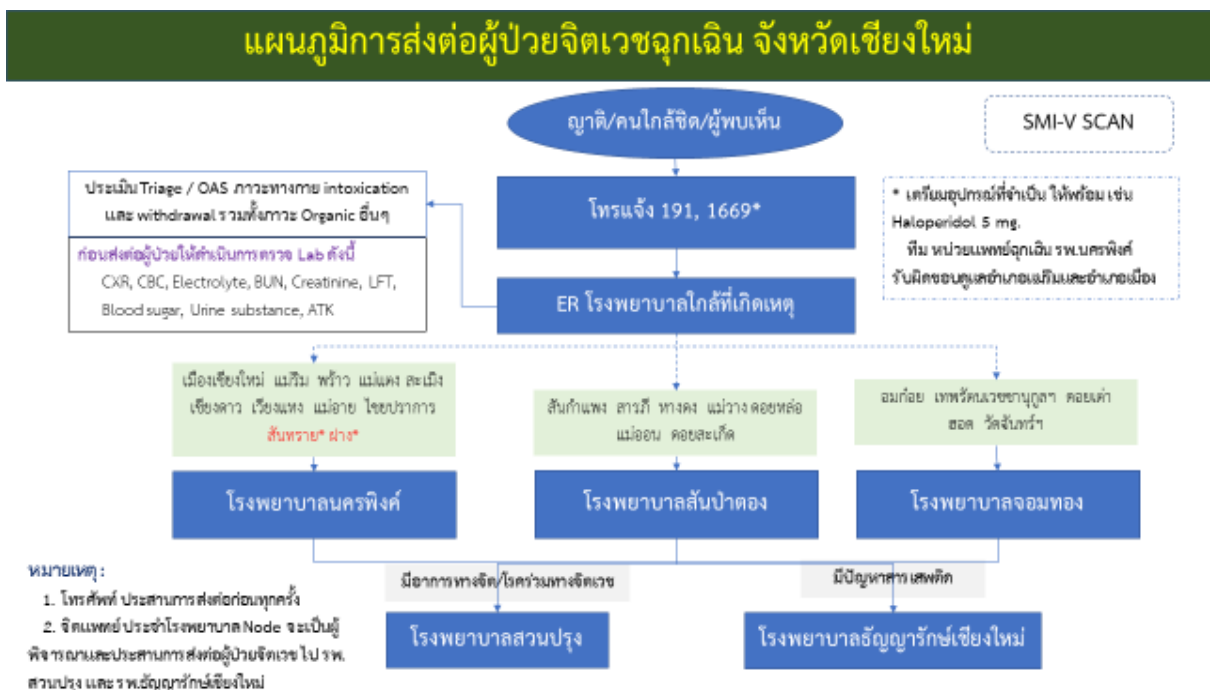 แผนภูมิการส่งต่อผู้ป่วยจิตเวชฉุกเฉิน จังหวัดเชียงใหม่
ญาติ/คนใกล้ชิด/ผู้พบเห็น
SMI-V SCAN
ประเมิน Triage / OAS ภาวะทางกาย intoxication
และ withdrawal รวมทั้งภาวะ Organic อื่นๆ
ก่อนส่งต่อผู้ป่วยให้ดำเนินการตรวจ Lab ดังนี้
CXR, CBC, Electrolyte, BUN, Creatinine, LFT,
Blood sugar, Urine substance, ATK
โทรแจ้ง 191, 1669*
* เตรียมอุปกรณ์ที่จำเป็น ให้พร้อม เช่น
Haloperidol 5 mg.
ทีม หน่วยแพทย์ฉุกเฉิน รพ.นครพิงค์
รับผิดชอบดูแลอำเภอแม่ริมและอำเภอเมือง
ER โรงพยาบาลใกล้ที่เกิดเหตุ
เมืองเชียงใหม่ แม่ริม พร้าว แม่แตง สะเมิง
เชียงดาว เวียงแหง แม่อาย ไชยปราการ
สันทราย* ฝาง*
สันกำแพง สารภี หางดง แม่วาง ดอยหล่อ
แม่ออน ดอยสะเก็ด
อมก๋อย เทพรัตนเวชชานุกูลฯ ดอยเต่า
ฮอด วัดจันทร์ฯ
โรงพยาบาลนครพิงค์
โรงพยาบาลสันป่าตอง
โรงพยาบาลจอมทอง
มีอาการทางจิต/โรคร่วมทางจิตเวช
มีปัญหาสารเสพติด
โรงพยาบาลสวนปรุง
โรงพยาบาลธัญญารักษ์เชียงใหม่
หมายเหตุ :
1. โทรศัพท์ ประสานการส่งต่อก่อนทุกครั้ง
2. จิตแพทย์ ประจำโรงพยาบาล Node จะเป็นผู้
พิจารณาและประสานการส่งต่อผู้ป่วยจิตเวช ไป รพ.
สวนปรุง และ รพ.ธัญญารักษ์เชียงใหม่